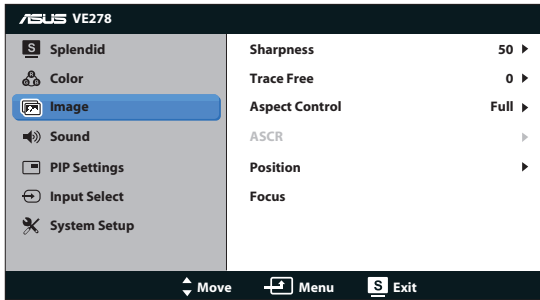 ASUS VE278
S Splendid
Color
Image
Sound
PIP Settings
Input Select
System Setup
Sharpness 50
Trace Free 0
Aspect Control Full
ASCR
Position
Focus
Move Menu S Exit